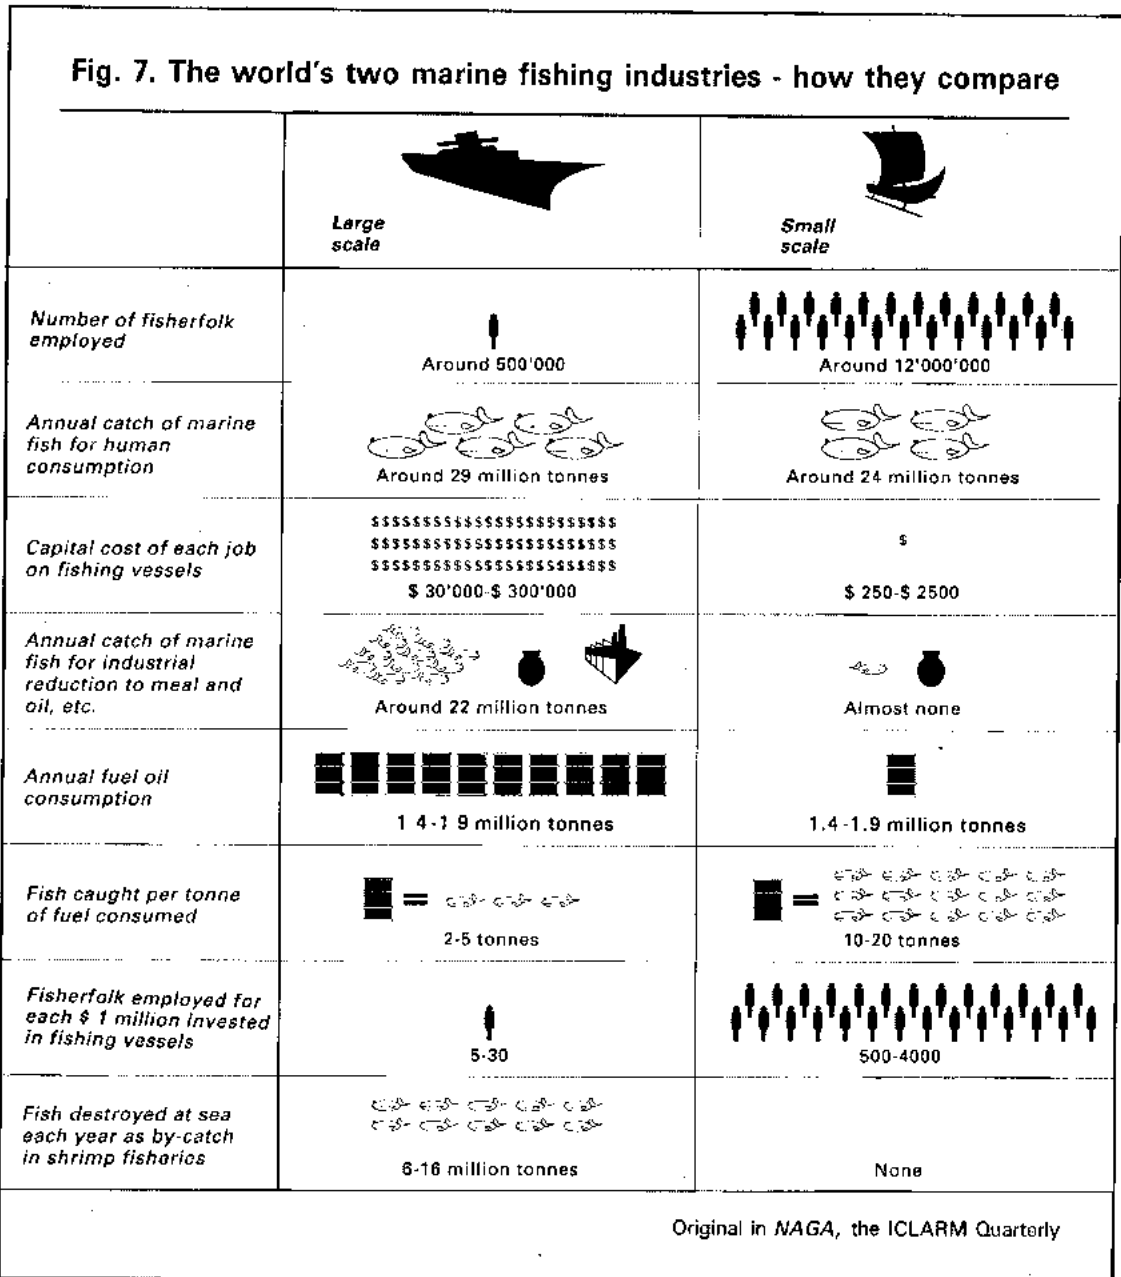 Fig. 7. The world's two marine fishing industries - how they compare
Large
scale
Small
scale
Number of fisherfolk
employed
Around 500'000
Around 12'000'000
Annual catch of marine
fish for human
consumption
Around 29 million tonnes
Around 24 million tonnes
Capital cost of each job
on fishing vessels
$$$$$$$$$$$$$$$$$$$$$$$$
$$$$$$$$$$$$$$$$$$$$$$$$
$$$$$$$$$$$$$$$$$$$$$$$$
$ 30'000-$ 300'000
$
$ 250-$ 2500
Annual catch of marine
fish for industrial
reduction to meal and
oil, etc.
Around 22 million tonnes
Almost none
Annual fuel oil
consumption
1 4-1 9 million tonnes
1.4-1.9 million tonnes
Fish caught per tonne
of fuel consumed
=
2-5 tonnes
=
10-20 tonnes
Fisherfolk employed for
each $ 1 million invested
in fishing vessels
5-30
500-4000
Fish destroyed at sea
each year as by-catch
in shrimp fisheries
6-16 million tonnes
None
Original in NAGA, the ICLARM Quarterly